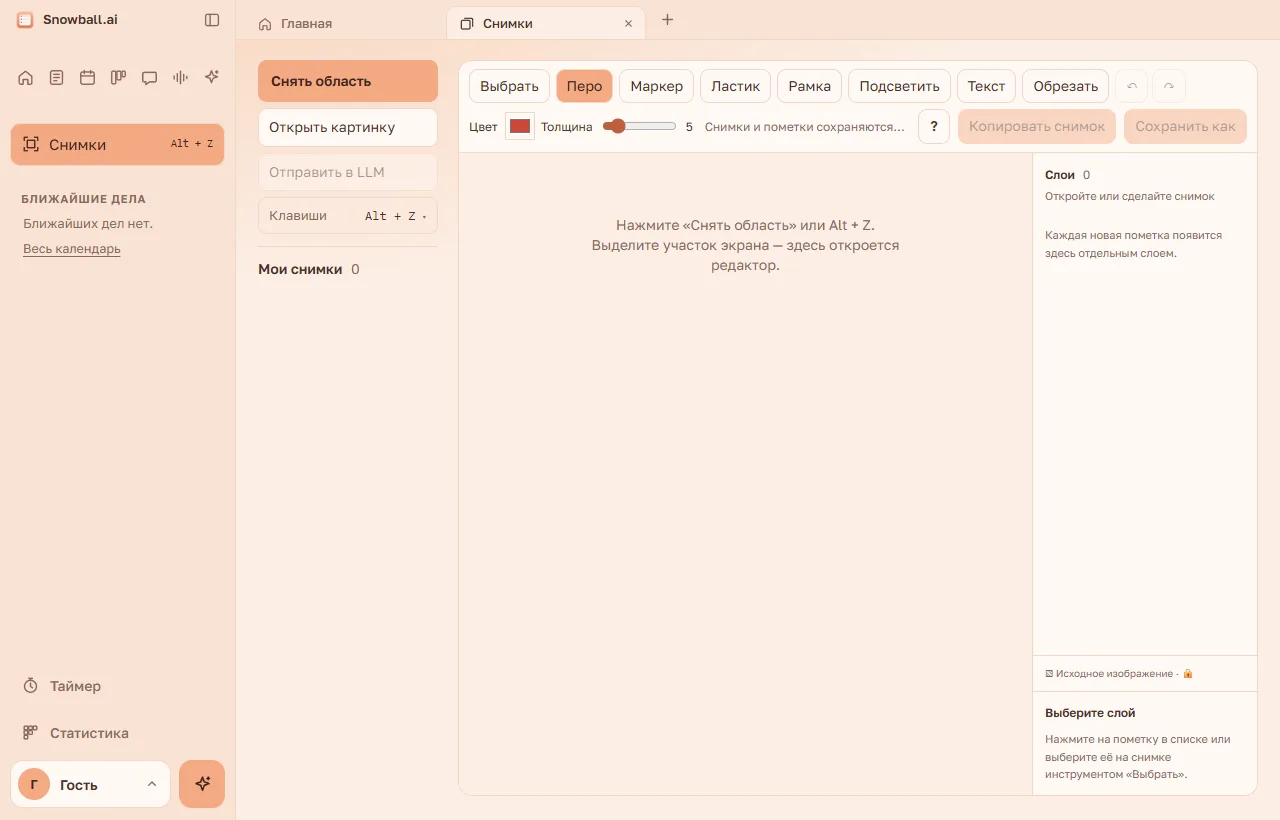 Snowball.ai
Главная
Снимки
Снимки Alt + Z
БЛИЖАЙШИЕ ДЕЛА
Ближайших дел нет.
Весь календарь
Таймер
Статистика
Г Гость
Снять область
Открыть картинку
Отправить в LLM
Клавиши Alt + Z
Мои снимки 0
Выбрать Перо Маркер Ластик Рамка Подсветить Текст Обрезать
Цвет Толщина 5 Снимки и пометки сохраняются... ? Копировать снимок Сохранить как
Нажмите «Снять область» или Alt + Z.
Выделите участок экрана — здесь откроется
редактор.
Слои 0
Откройте или сделайте снимок
Каждая новая пометка появится
здесь отдельным слоем.
Исходное изображение ·
Выберите слой
Нажмите на пометку в списке или
выберите её на снимке
инструментом «Выбрать».